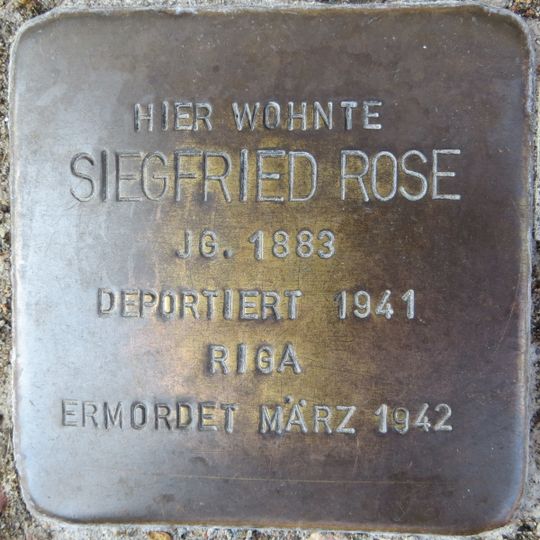 HIER WOHNTE
SIEGFRIED ROSE
JG. 1883
DEPORTIERT 1941
RIGA
ERMORDET MÄRZ 1942